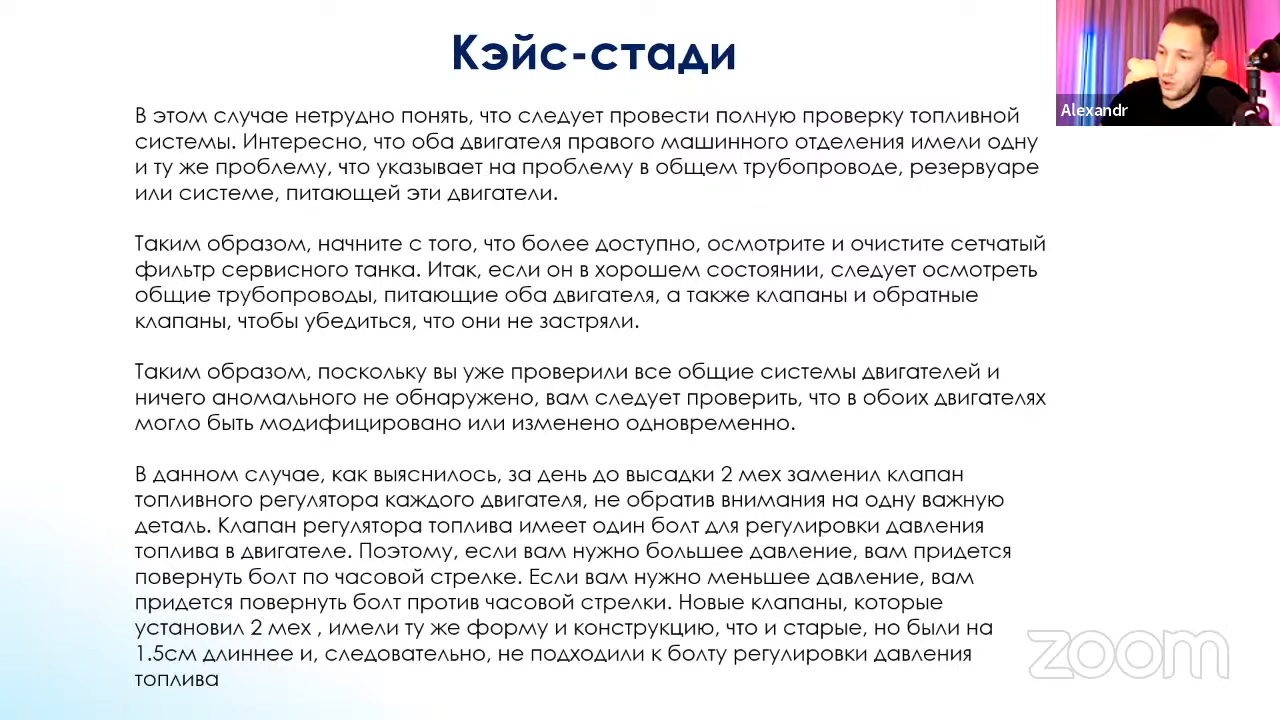 Кэйс-стади
Alexandr
В этом случае нетрудно понять, что следует провести полную проверку топливной
системы. Интересно, что оба двигателя правого машинного отделения имели одну
и ту же проблему, что указывает на проблему в общем трубопроводе, резервуаре
или системе, питающей эти двигатели.
Таким образом, начните с того, что более доступно, осмотрите и очистите сетчатый
фильтр сервисного танка. Итак, если он в хорошем состоянии, следует осмотреть
общие трубопроводы, питающие оба двигателя, а также клапаны и обратные
клапаны, чтобы убедиться, что они не застряли.
Таким образом, поскольку вы уже проверили все общие системы двигателей и
ничего аномального не обнаружено, вам следует проверить, что в обоих двигателях
могло быть модифицировано или изменено одновременно.
В данном случае, как выяснилось, за день до высадки 2 мех заменил клапан
топливного регулятора каждого двигателя, не обратив внимания на одну важную
деталь. Клапан регулятора топлива имеет один болт для регулировки давления
топлива в двигателе. Поэтому, если вам нужно большее давление, вам придется
повернуть болт по часовой стрелке. Если вам нужно меньшее давление, вам
придется повернуть болт против часовой стрелки. Новые клапаны, которые
установил 2 мех , имели ту же форму и конструкцию, что и старые, но были на
1.5см длиннее и, следовательно, не подходили к болту регулировки давления
топлива
zoom